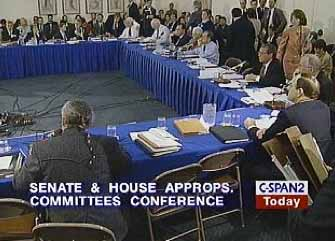 SENATE & HOUSE APPROPS.
COMMITTEES CONFERENCE
C-SPAN2
Today